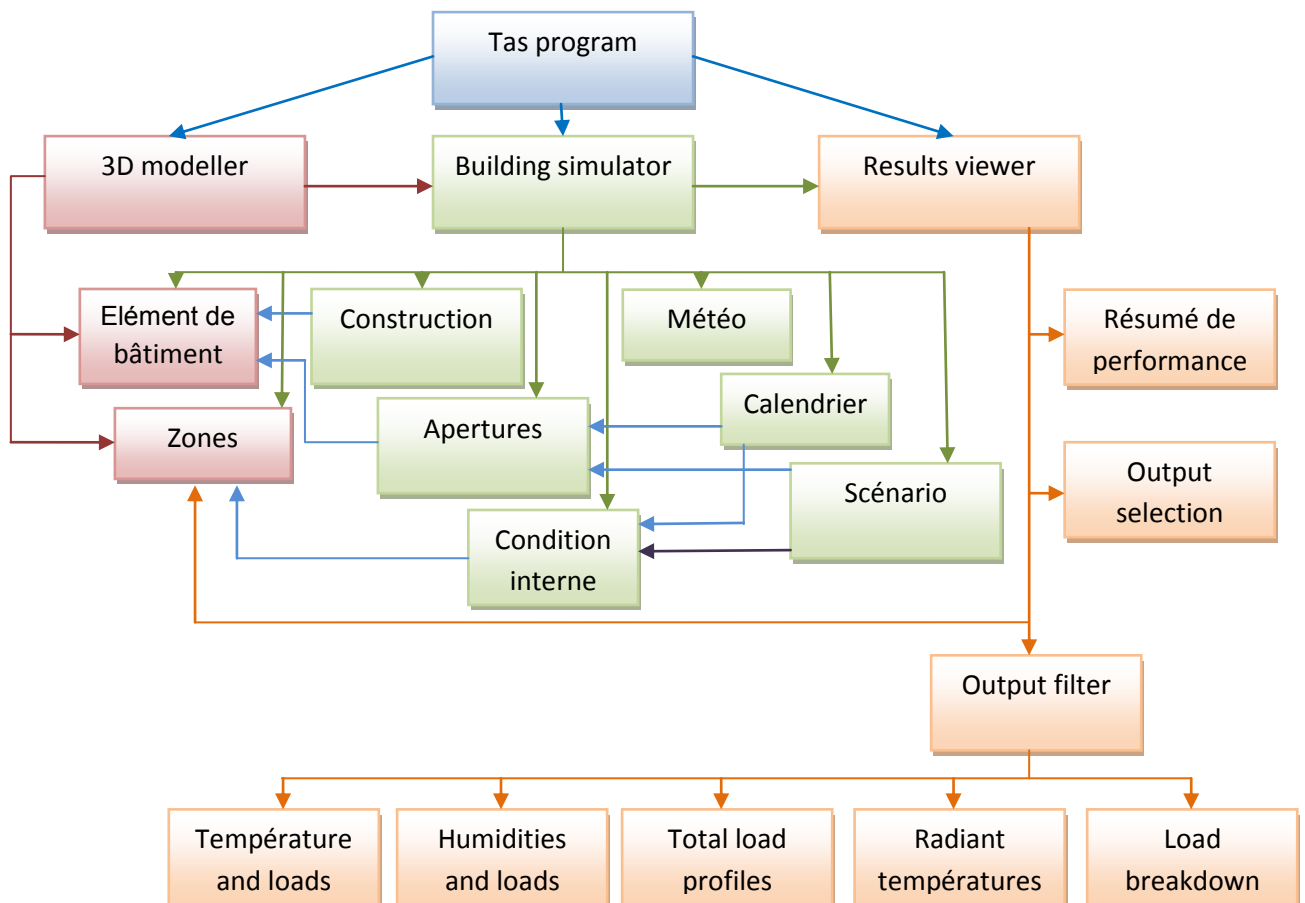 Tas program
3D modeller
Building simulator
Results viewer
Elément de
bâtiment
Construction
Météo
Résumé de
performance
Calendrier
Apertures
Zones
Scénario
Output
selection
Condition
interne
Output filter
Température
and loads
Humidities
and loads
Total load
profiles
Radiant
températures
Load
breakdown